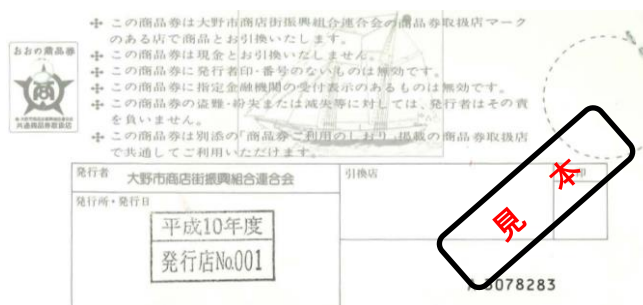 ✤ この商品券は大野市商店街振興組合連合会の商品券取扱店マーク
のある店で商品とお引換いたします。
✤ この商品券は現金とお引換いたしません。
✤ この商品券に発行者印・番号のないものは無効です。
✤ この商品券に指定金融機関の受付表示のあるものは無効です。
✤ この商品券の盗難・紛失または滅失等に対しては、発行者はその責
を負いません。
✤ この商品券は別添の「商品券ご利用のしおり」掲載の商品券取扱店
で共通してご利用いただけます。
おおの商品券
共通商品券取扱店
発行者 大野市商店街振興組合連合会
発行所・発行日
平成10年度
発行店No.001
引換店
印
見本
3078283